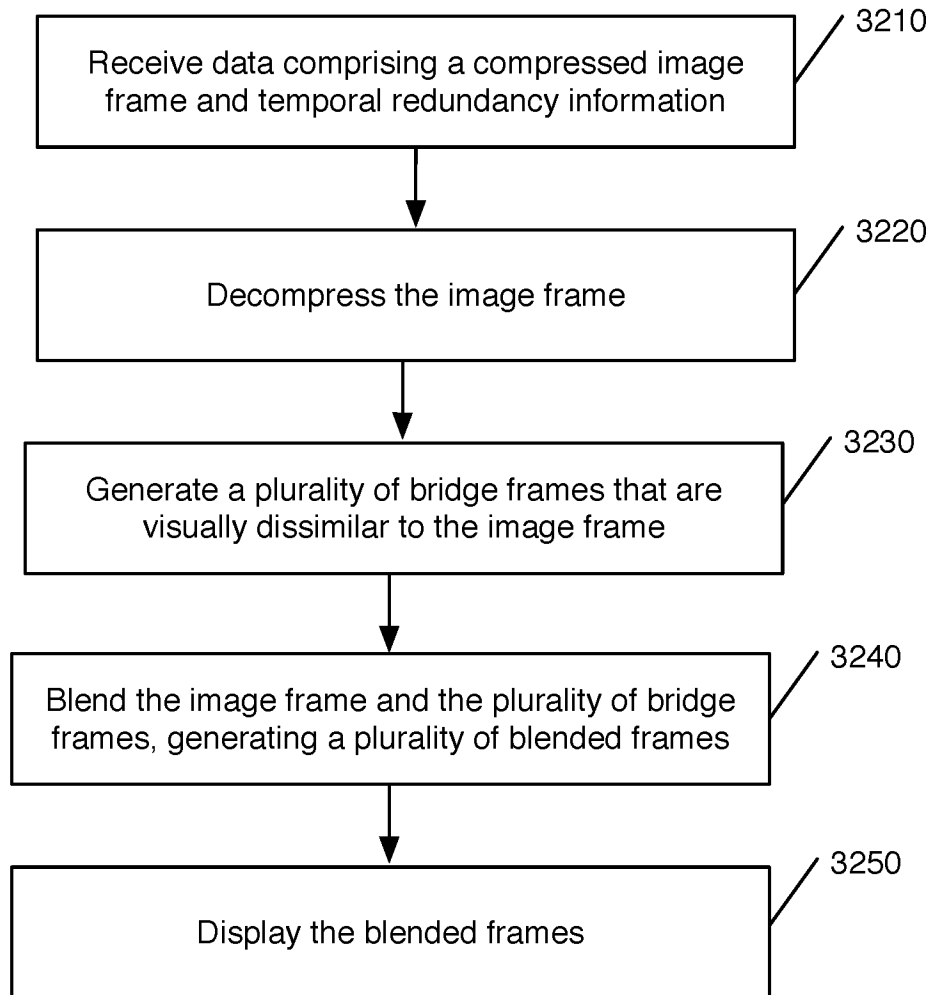 3210
Receive data comprising a compressed image
frame and temporal redundancy information
3220
Decompress the image frame
3230
Generate a plurality of bridge frames that are
visually dissimilar to the image frame
3240
Blend the image frame and the plurality of bridge
frames, generating a plurality of blended frames
3250
Display the blended frames